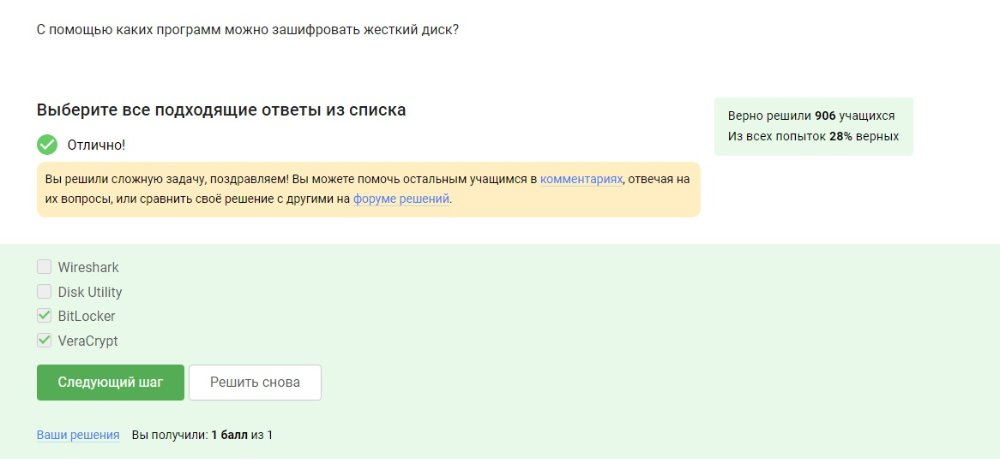 С помощью каких программ можно зашифровать жесткий диск?
Выберите все подходящие ответы из списка
Верно решили 906 учащихся
Из всех попыток 28% верных
Отлично!
Вы решили сложную задачу, поздравляем! Вы можете помочь остальным учащимся в комментариях, отвечая на
их вопросы, или сравнить своё решение с другими на форуме решений.
Wireshark
Disk Utility
BitLocker
VeraCrypt
Следующий шаг
Решить снова
Ваши решения Вы получили: 1 балл из 1